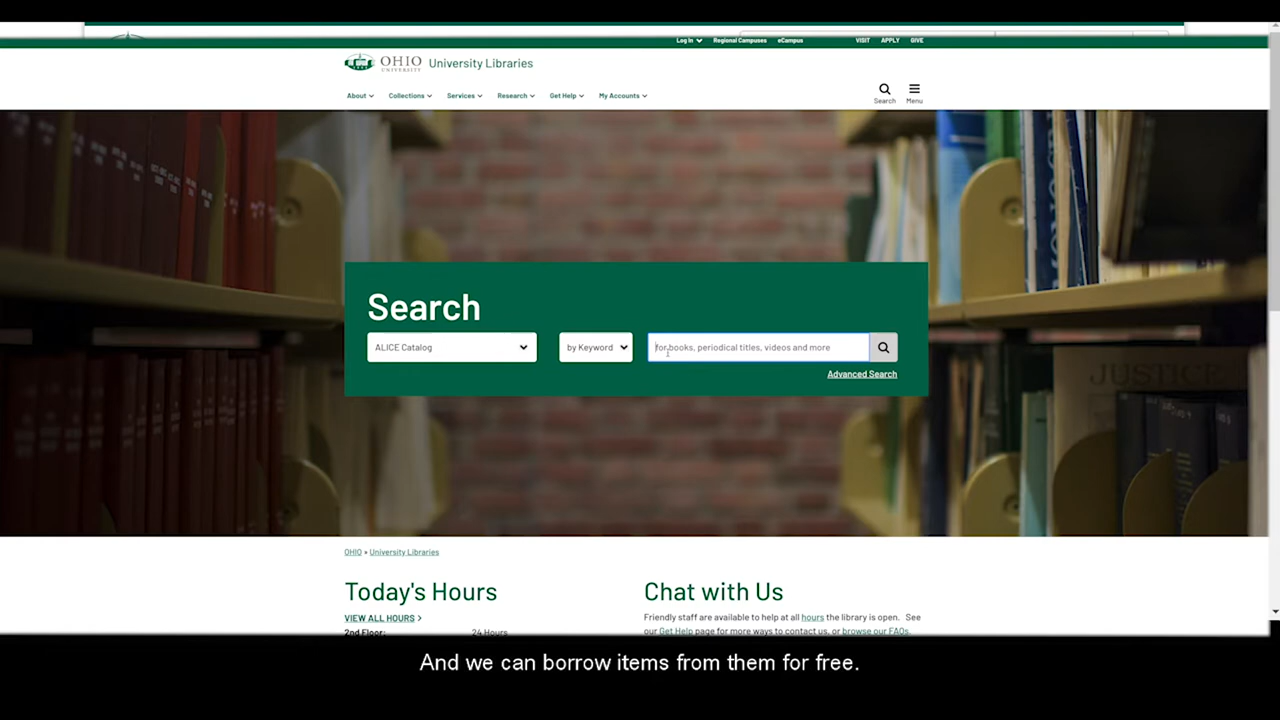 Log In Regional Campuses eCampus VISIT APPLY GIVE
OHIO UNIVERSITY University Libraries
About Collections Services Research Get Help My Accounts Search Menu
JUSTICE
Search
ALICE Catalog by Keyword for books, periodical titles, videos and more
Advanced Search
OHIO » University Libraries
Today's Hours
VIEW ALL HOURS >
2nd Floor: 24 Hours
Chat with Us
Friendly staff are available to help at all hours the library is open. See
our Get Help page for more ways to contact us, or browse our FAQs.
And we can borrow items from them for free.